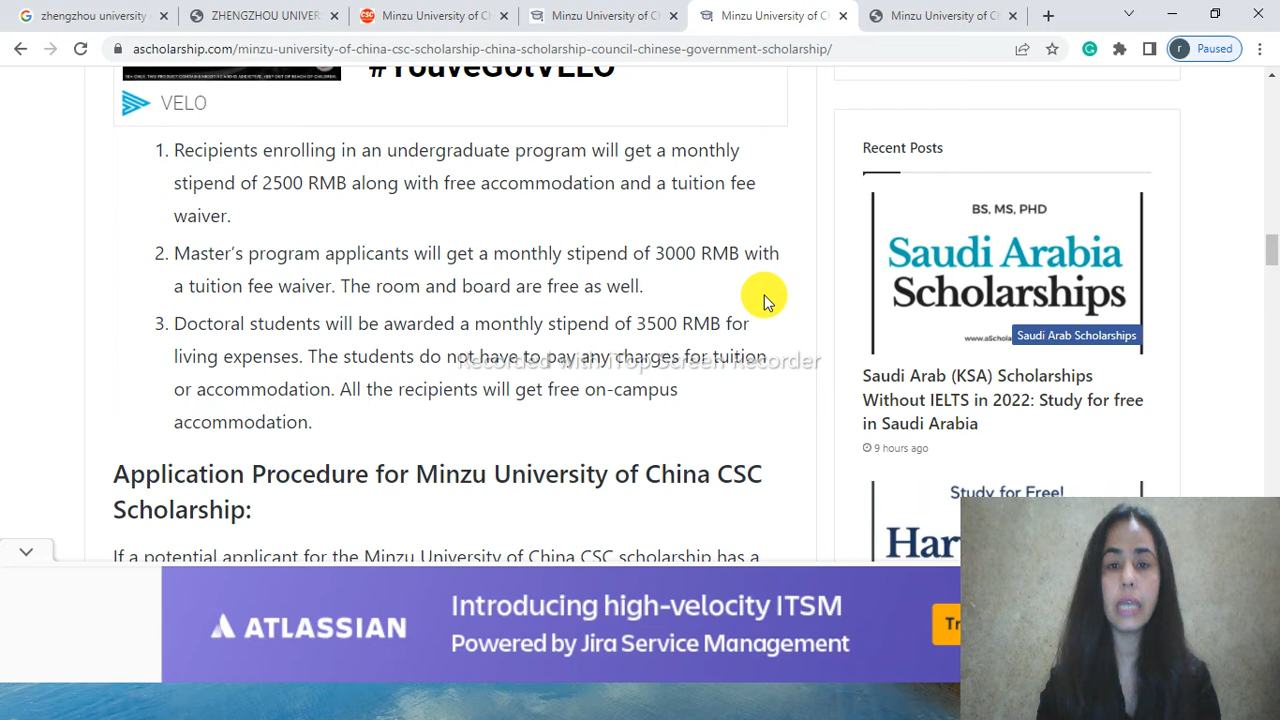 zhengzhou university
ZHENGZHOU UNIVER
Minzu University of Ch
Minzu University of Ch
Minzu University of Ch
Minzu University of Ch
ascholarship.com/minzu-university-of-china-csc-scholarship-china-scholarship-council-chinese-government-scholarship/
r Paused
#YouveGotVELO
VELO
1. Recipients enrolling in an undergraduate program will get a monthly
stipend of 2500 RMB along with free accommodation and a tuition fee
waiver.
2. Master's program applicants will get a monthly stipend of 3000 RMB with
a tuition fee waiver. The room and board are free as well.
3. Doctoral students will be awarded a monthly stipend of 3500 RMB for
living expenses. The students do not have to pay any charges for tuition
or accommodation. All the recipients will get free on-campus
accommodation.
Recorded with iTop Screen Recorder
Application Procedure for Minzu University of China CSC
Scholarship:
If a potential applicant for the Minzu University of China CSC scholarship has a
Recent Posts
BS, MS, PHD
Saudi Arabia
Scholarships
www.aSchol
Saudi Arab Scholarships
Saudi Arab (KSA) Scholarships
Without IELTS in 2022: Study for free
in Saudi Arabia
9 hours ago
Study for Free!
Har
ATLASSIAN
Introducing high-velocity ITSM
Powered by Jira Service Management
Tr